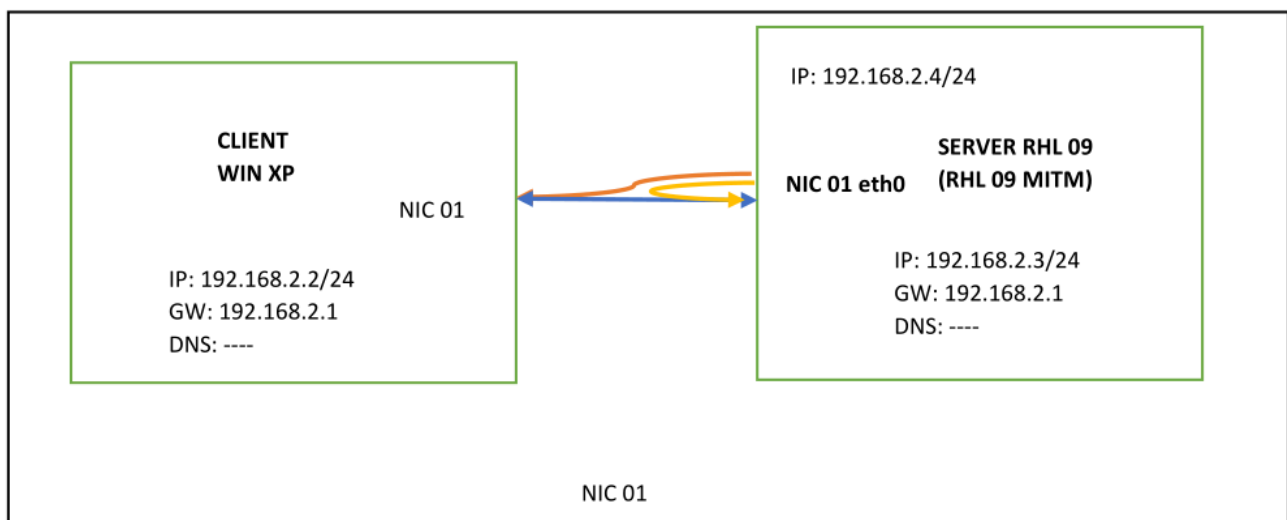 CLIENT
WIN XP
NIC 01
IP: 192.168.2.2/24
GW: 192.168.2.1
DNS: ----
IP: 192.168.2.4/24
SERVER RHL 09
(RHL 09 MITM)
NIC 01 eth0
IP: 192.168.2.3/24
GW: 192.168.2.1
DNS: ----
NIC 01